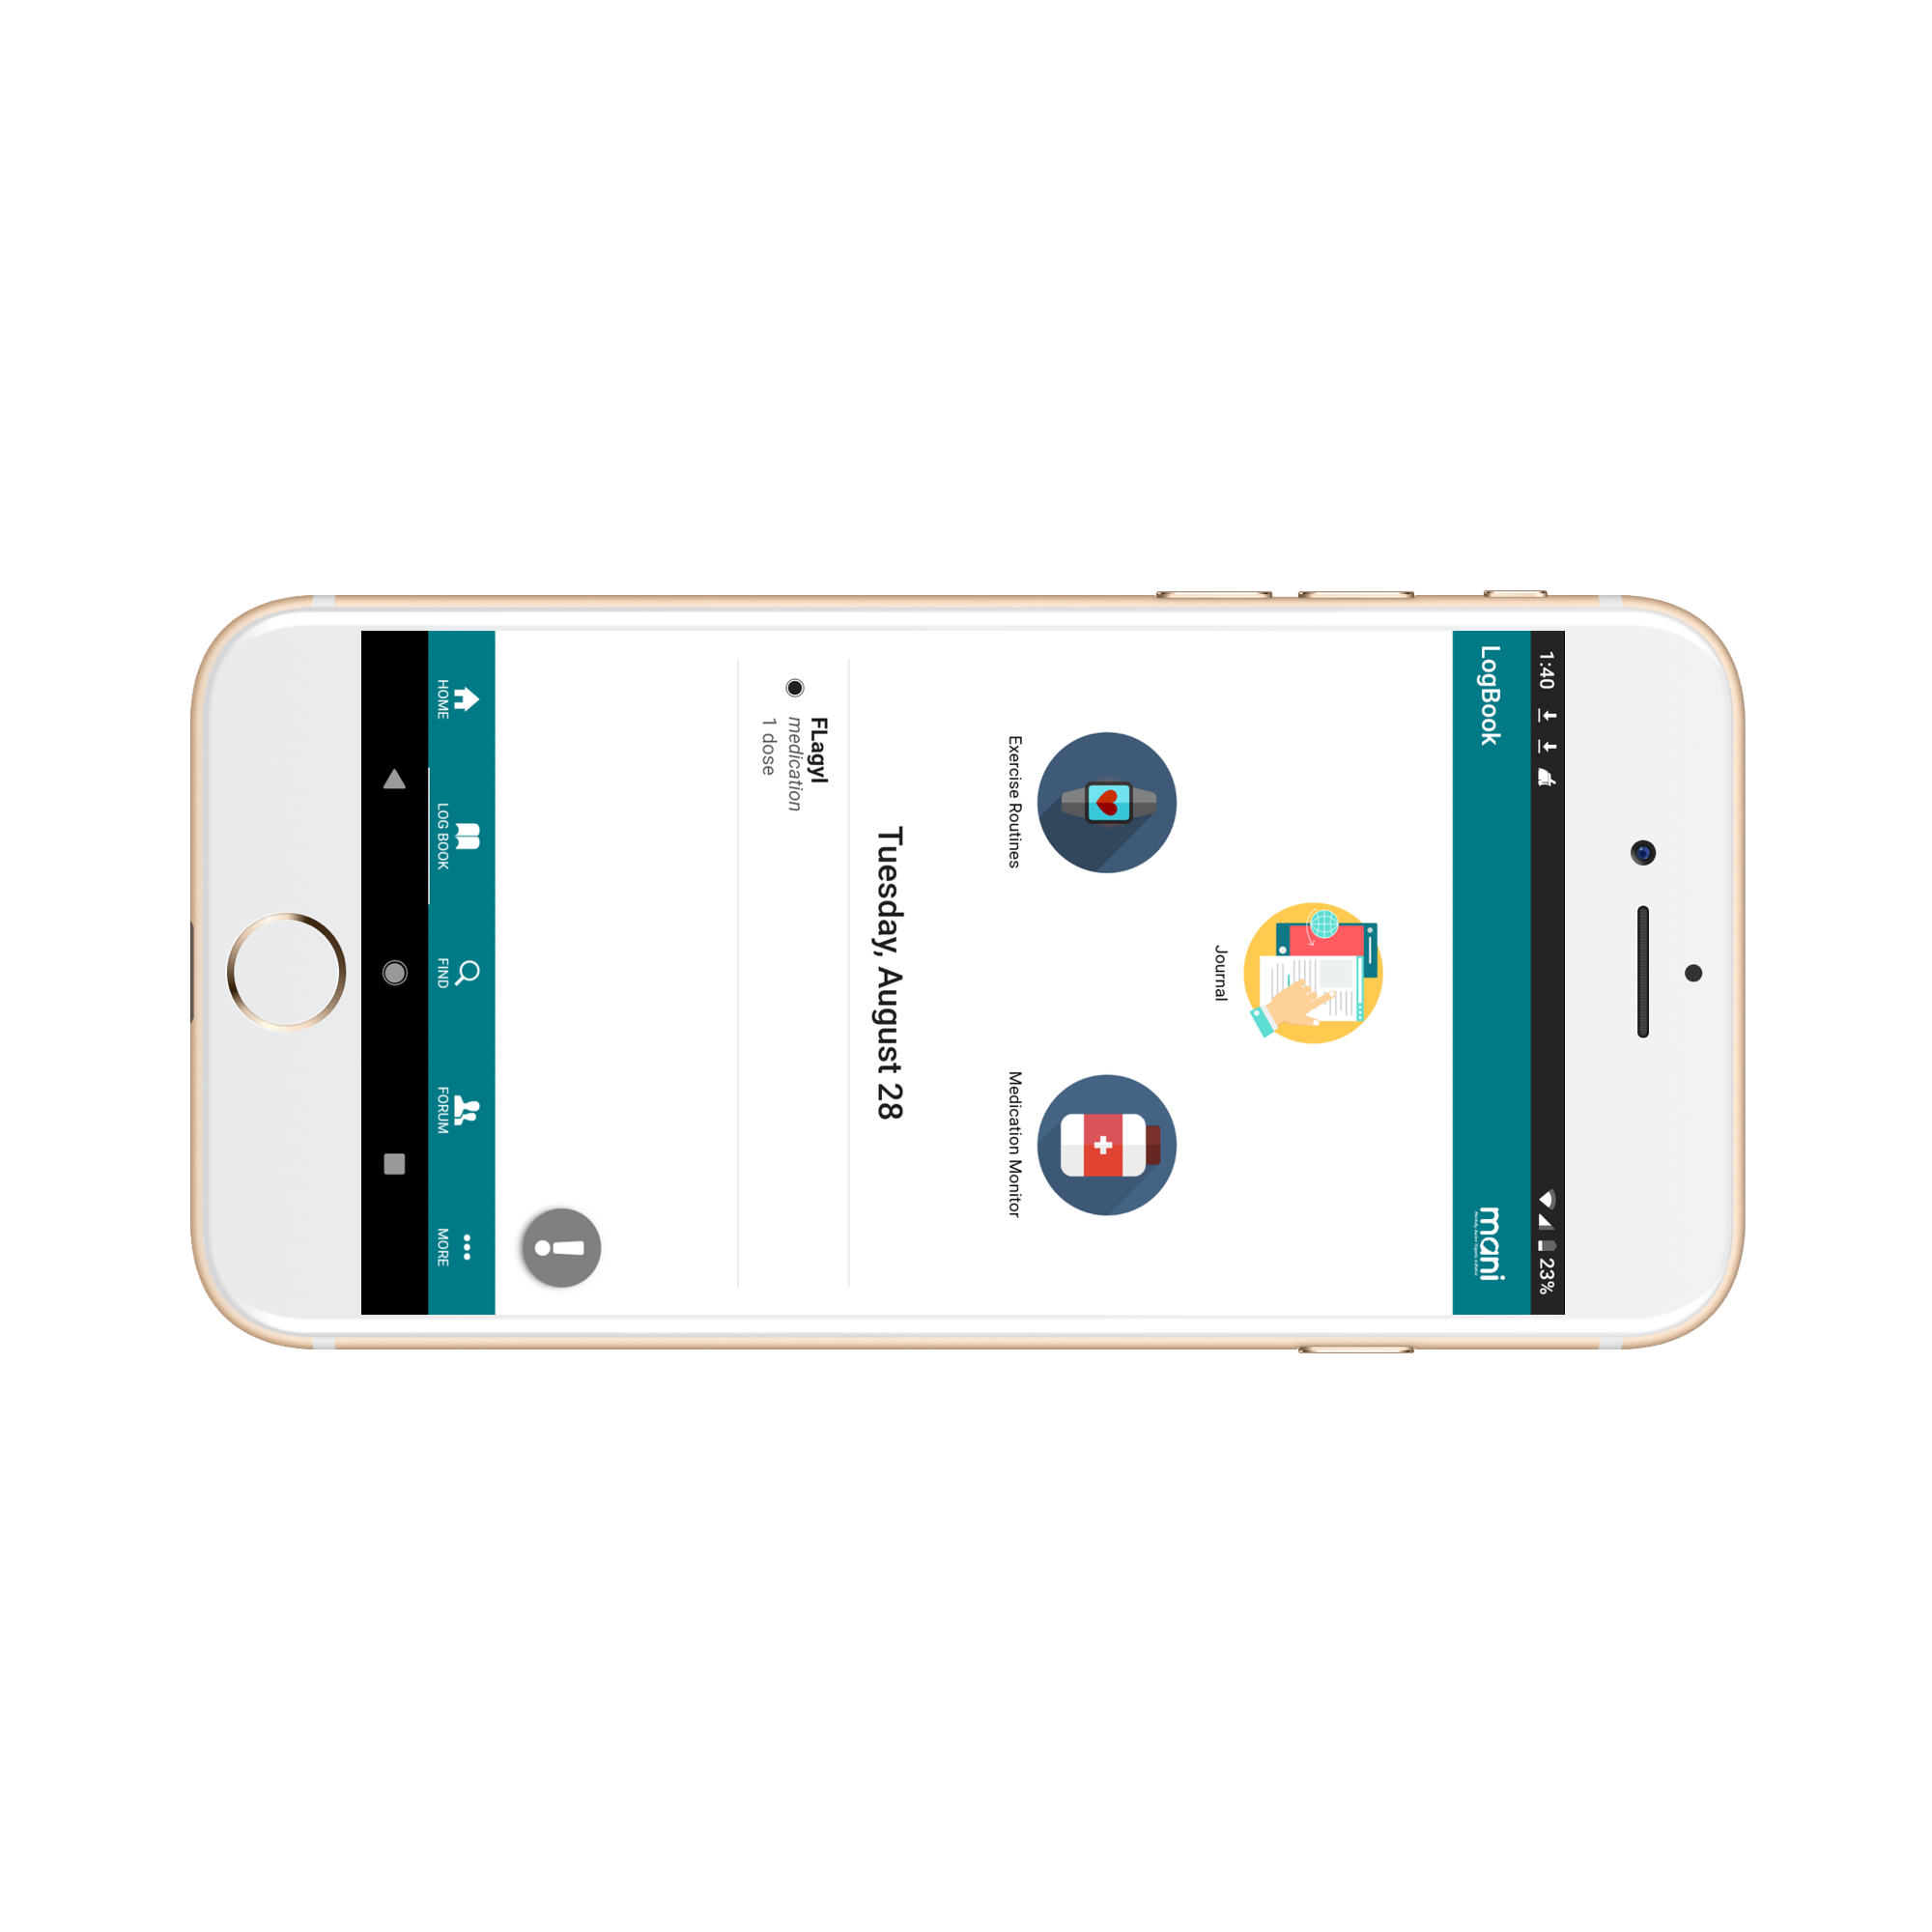 1:40 23%
LogBook mani
Journal
Exercise Routines Medication Monitor
Tuesday, August 28
FLagyl
medication
1 dose
HOME LOG BOOK FIND FORUM MORE